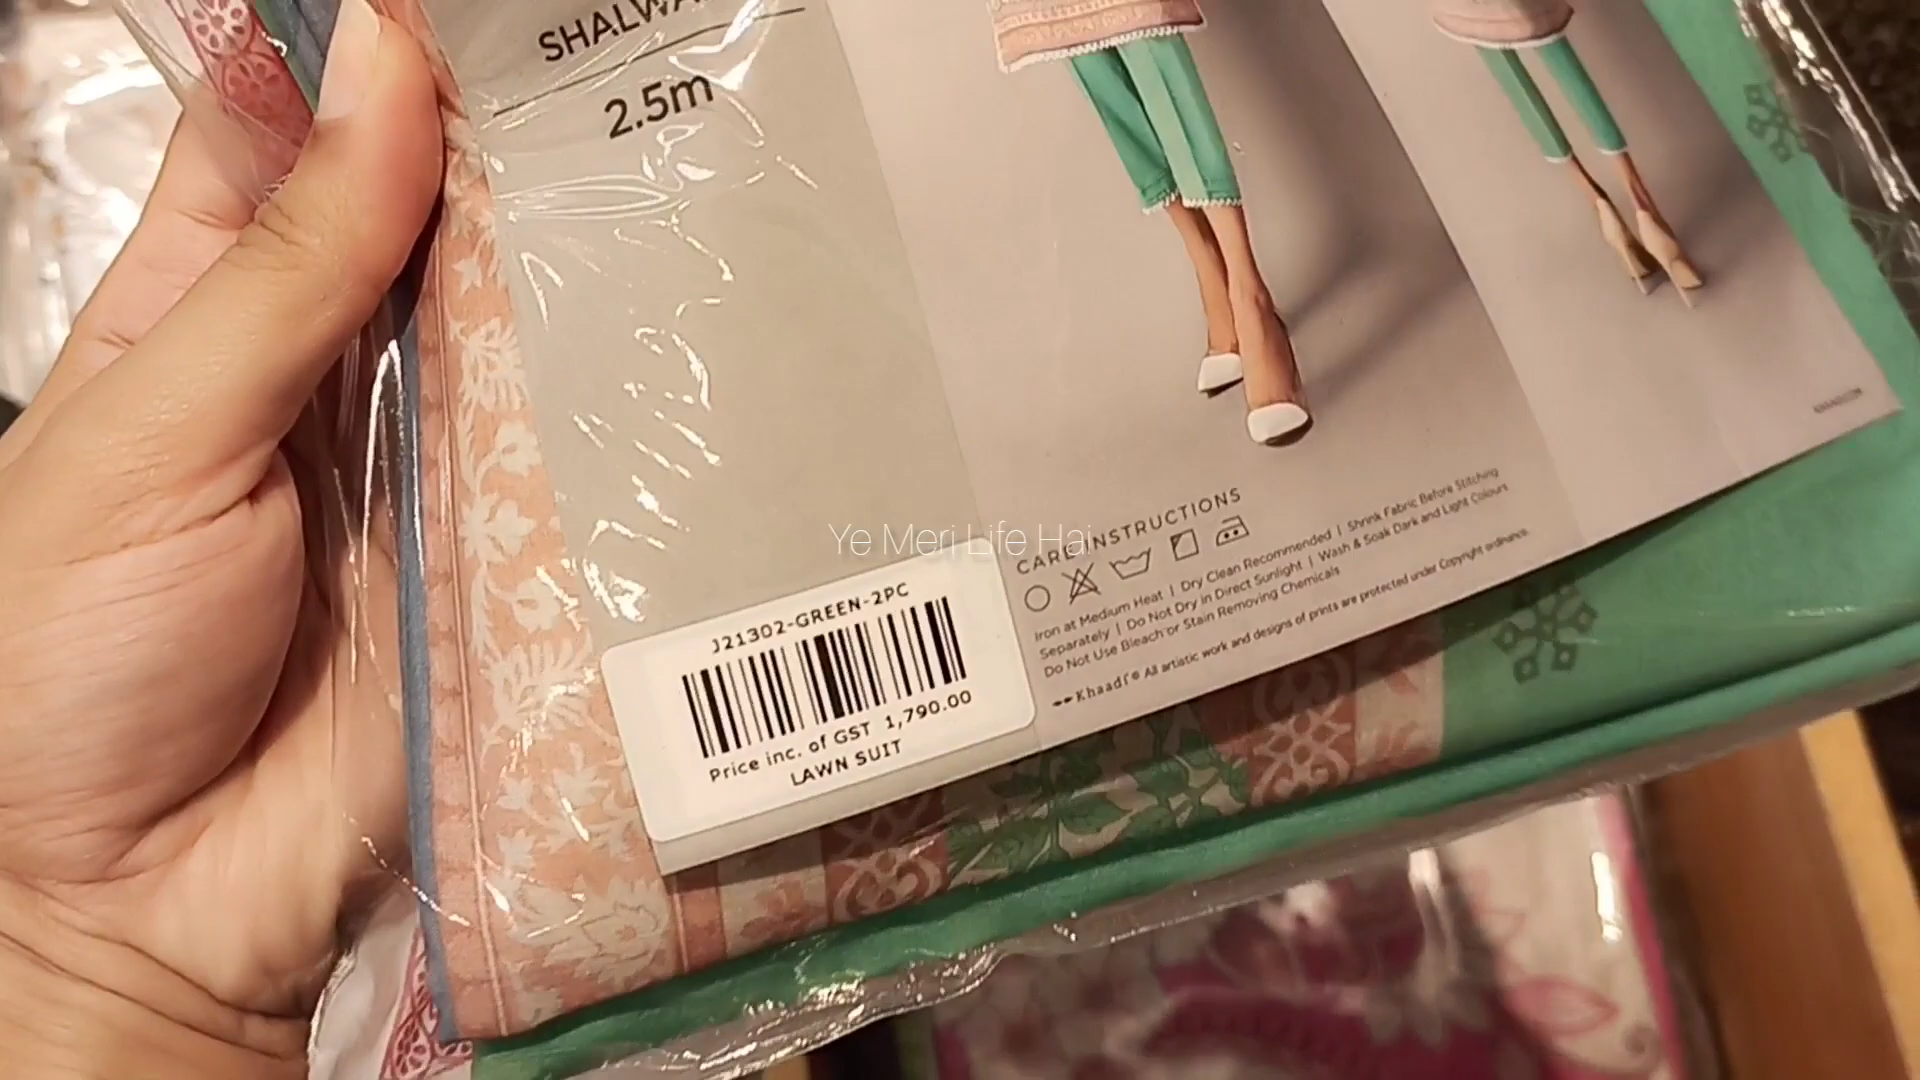 SHALWA
2.5m
Ye Meri Life Hai
CARE INSTRUCTIONS
Iron at Medium Heat | Dry Clean Recommended | Shrink Fabric Before Stitching
Separately | Do Not Dry in Direct Sunlight | Wash & Soak Dark and Light Colours
Do Not Use Bleach or Stain Removing Chemicals
Khaadi® All artistic work and designs of prints are protected under Copyright ordinance.
J21302-GREEN-2PC
Price inc. of GST 1,790.00
LAWN SUIT